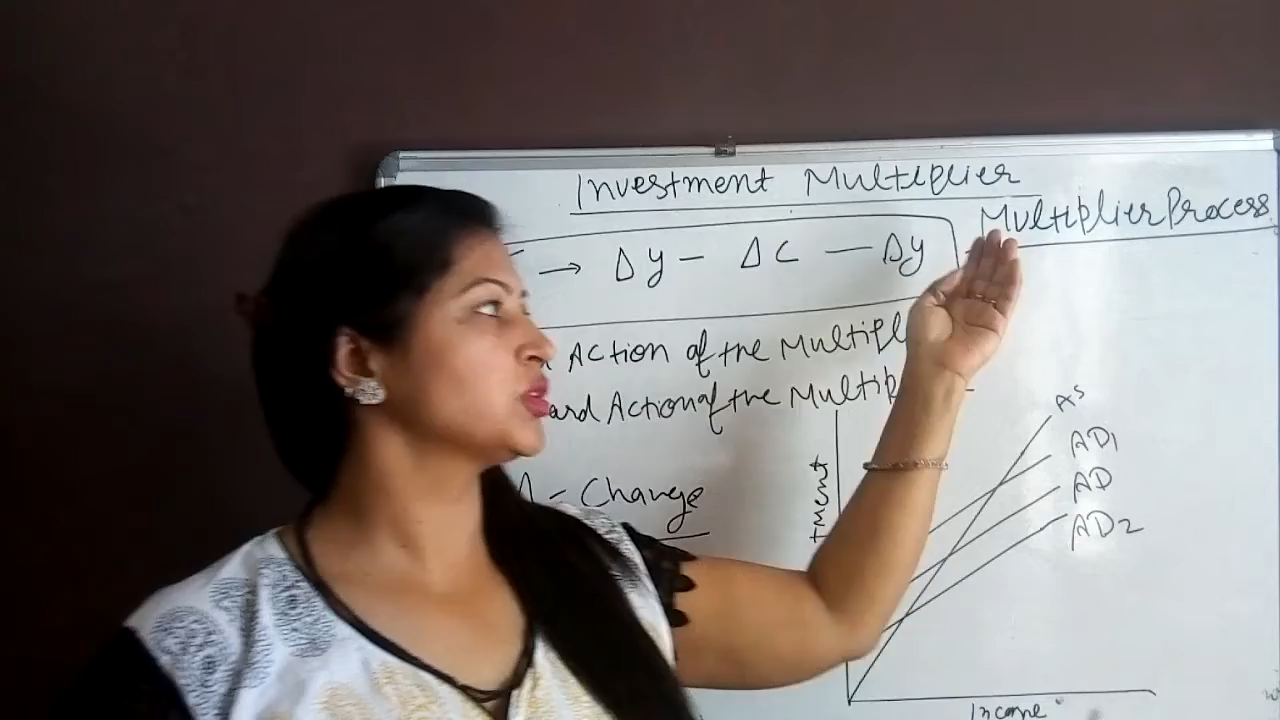 Investment Multiplier
Multiplier Process
→ Δy – Δc — Δy
Action of the Multipl
ard Action of the Multip
Δ – Change
AS
AD1
AD
AD2
tment
Income